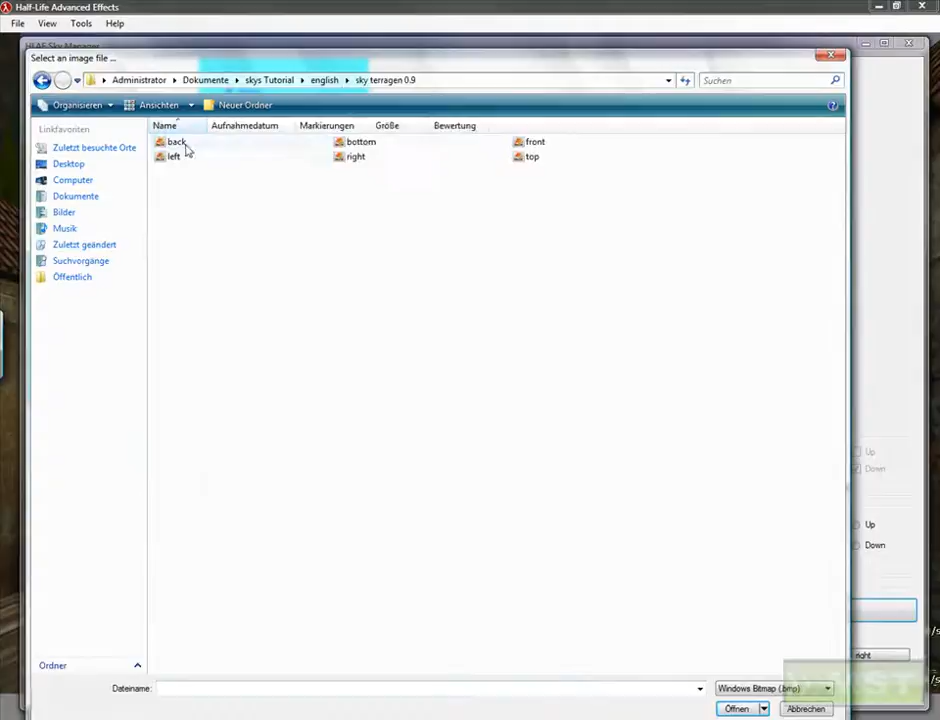 Half-Life Advanced Effects
File View Tools Help
HLAE Sky Manager
Select an image file ...
Administrator Dokumente skys Tutorial english sky terragen 0.9 Suchen
Organisieren Ansichten Neuer Ordner
Linkfavoriten
Zuletzt besuchte Orte
Desktop
Computer
Dokumente
Bilder
Musik
Zuletzt geändert
Suchvorgänge
Öffentlich
Ordner
Name Aufnahmedatum Markierungen Größe Bewertung
back bottom front
left right top
Up
Down
Up
Down
right
Dateiname: Windows Bitmap (.bmp)
Öffnen Abbrechen